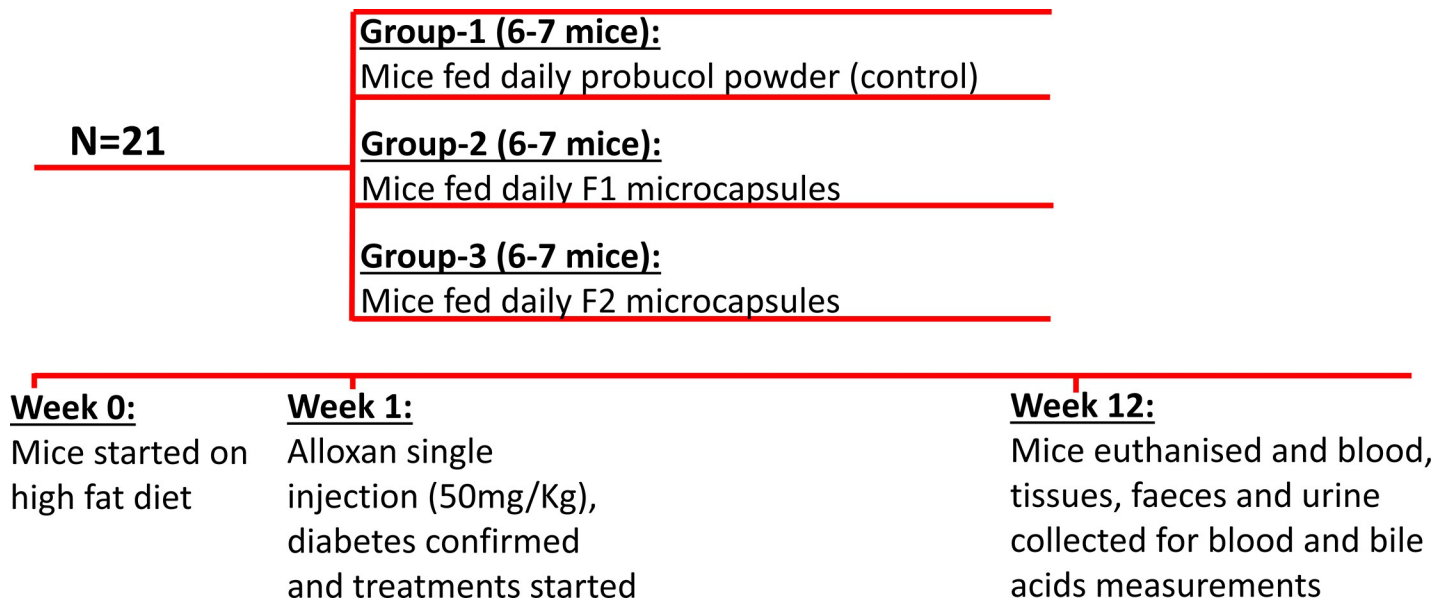 N=21
Group-1 (6-7 mice):
Mice fed daily probucol powder (control)
Group-2 (6-7 mice):
Mice fed daily F1 microcapsules
Group-3 (6-7 mice):
Mice fed daily F2 microcapsules
Week 0:
Mice started on
high fat diet
Week 1:
Alloxan single
injection (50mg/Kg),
diabetes confirmed
and treatments started
Week 12:
Mice euthanised and blood,
tissues, faeces and urine
collected for blood and bile
acids measurements